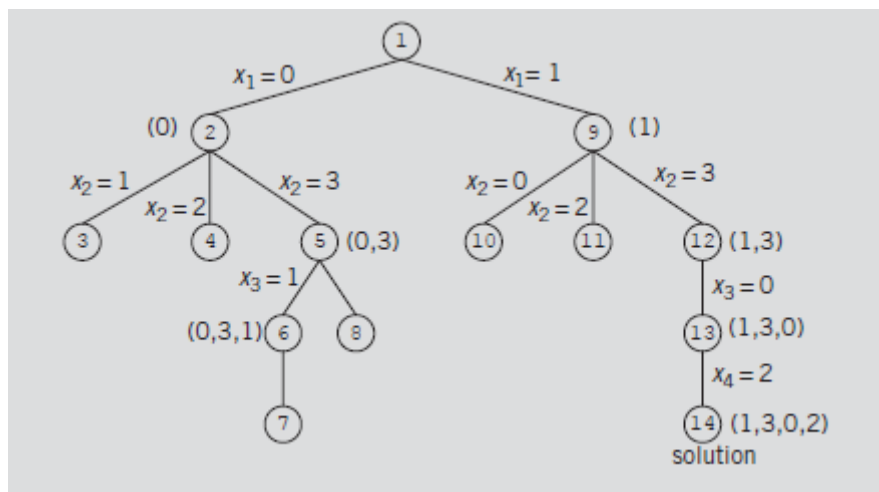 1
x₁ = 0 x₁ = 1
(0) 2 9 (1)
x₂ = 1 x₂ = 2 x₂ = 3 x₂ = 0 x₂ = 2 x₂ = 3
3 4 5 (0,3) 10 11 12 (1,3)
x₃ = 1 x₃ = 0
(0,3,1) 6 8 13 (1,3,0)
x₄ = 2
7 14 (1,3,0,2)
solution